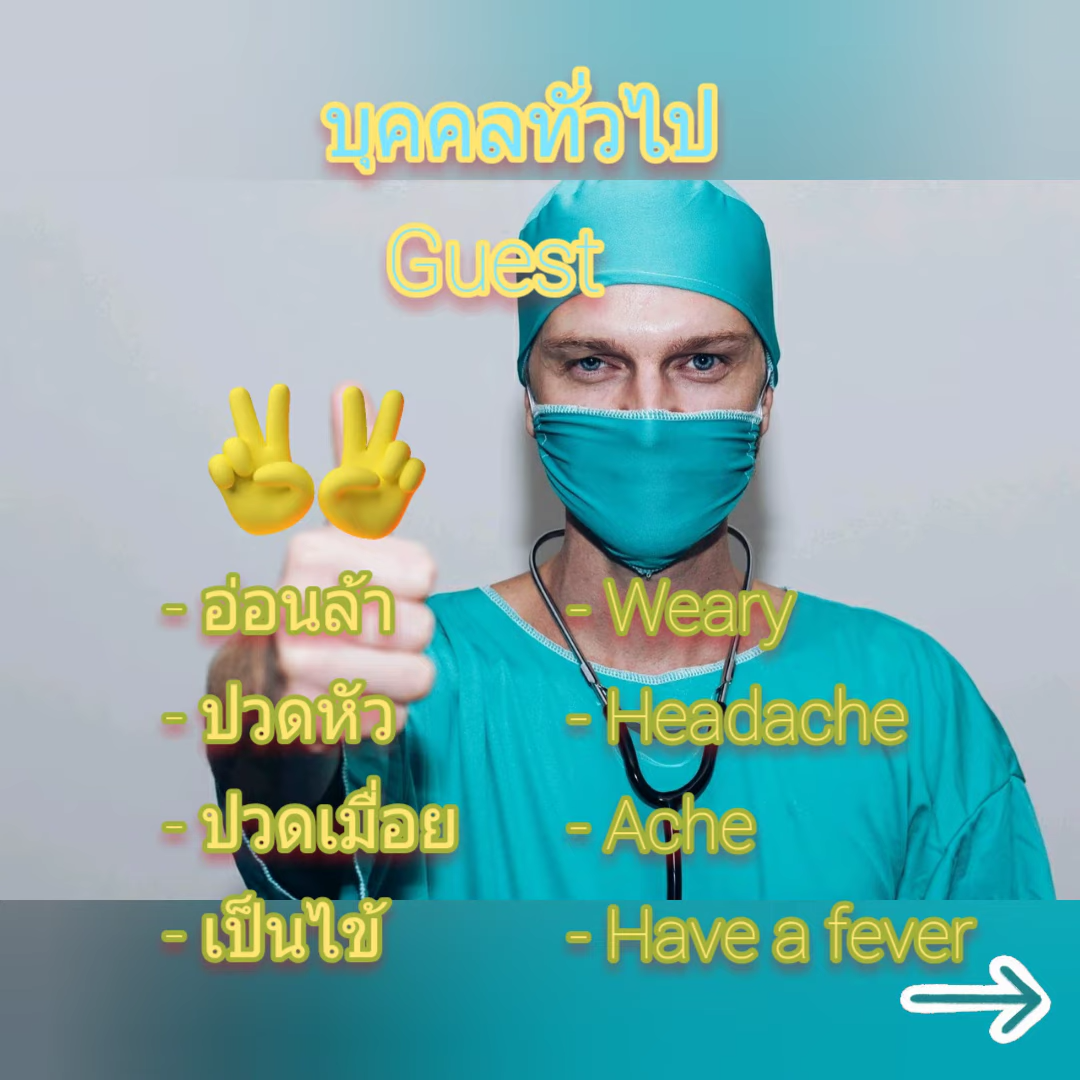 บุคคลทั่วไป
Guest
- อ่อนล้า
- ปวดหัว
- ปวดเมื่อย
- เป็นไข้
- Weary
- Headache
- Ache
- Have a fever